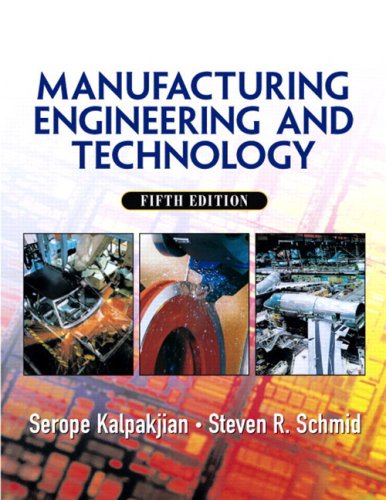 MANUFACTURING
ENGINEERING AND
TECHNOLOGY
FIFTH EDITION
Serope Kalpakjian • Steven R. Schmid